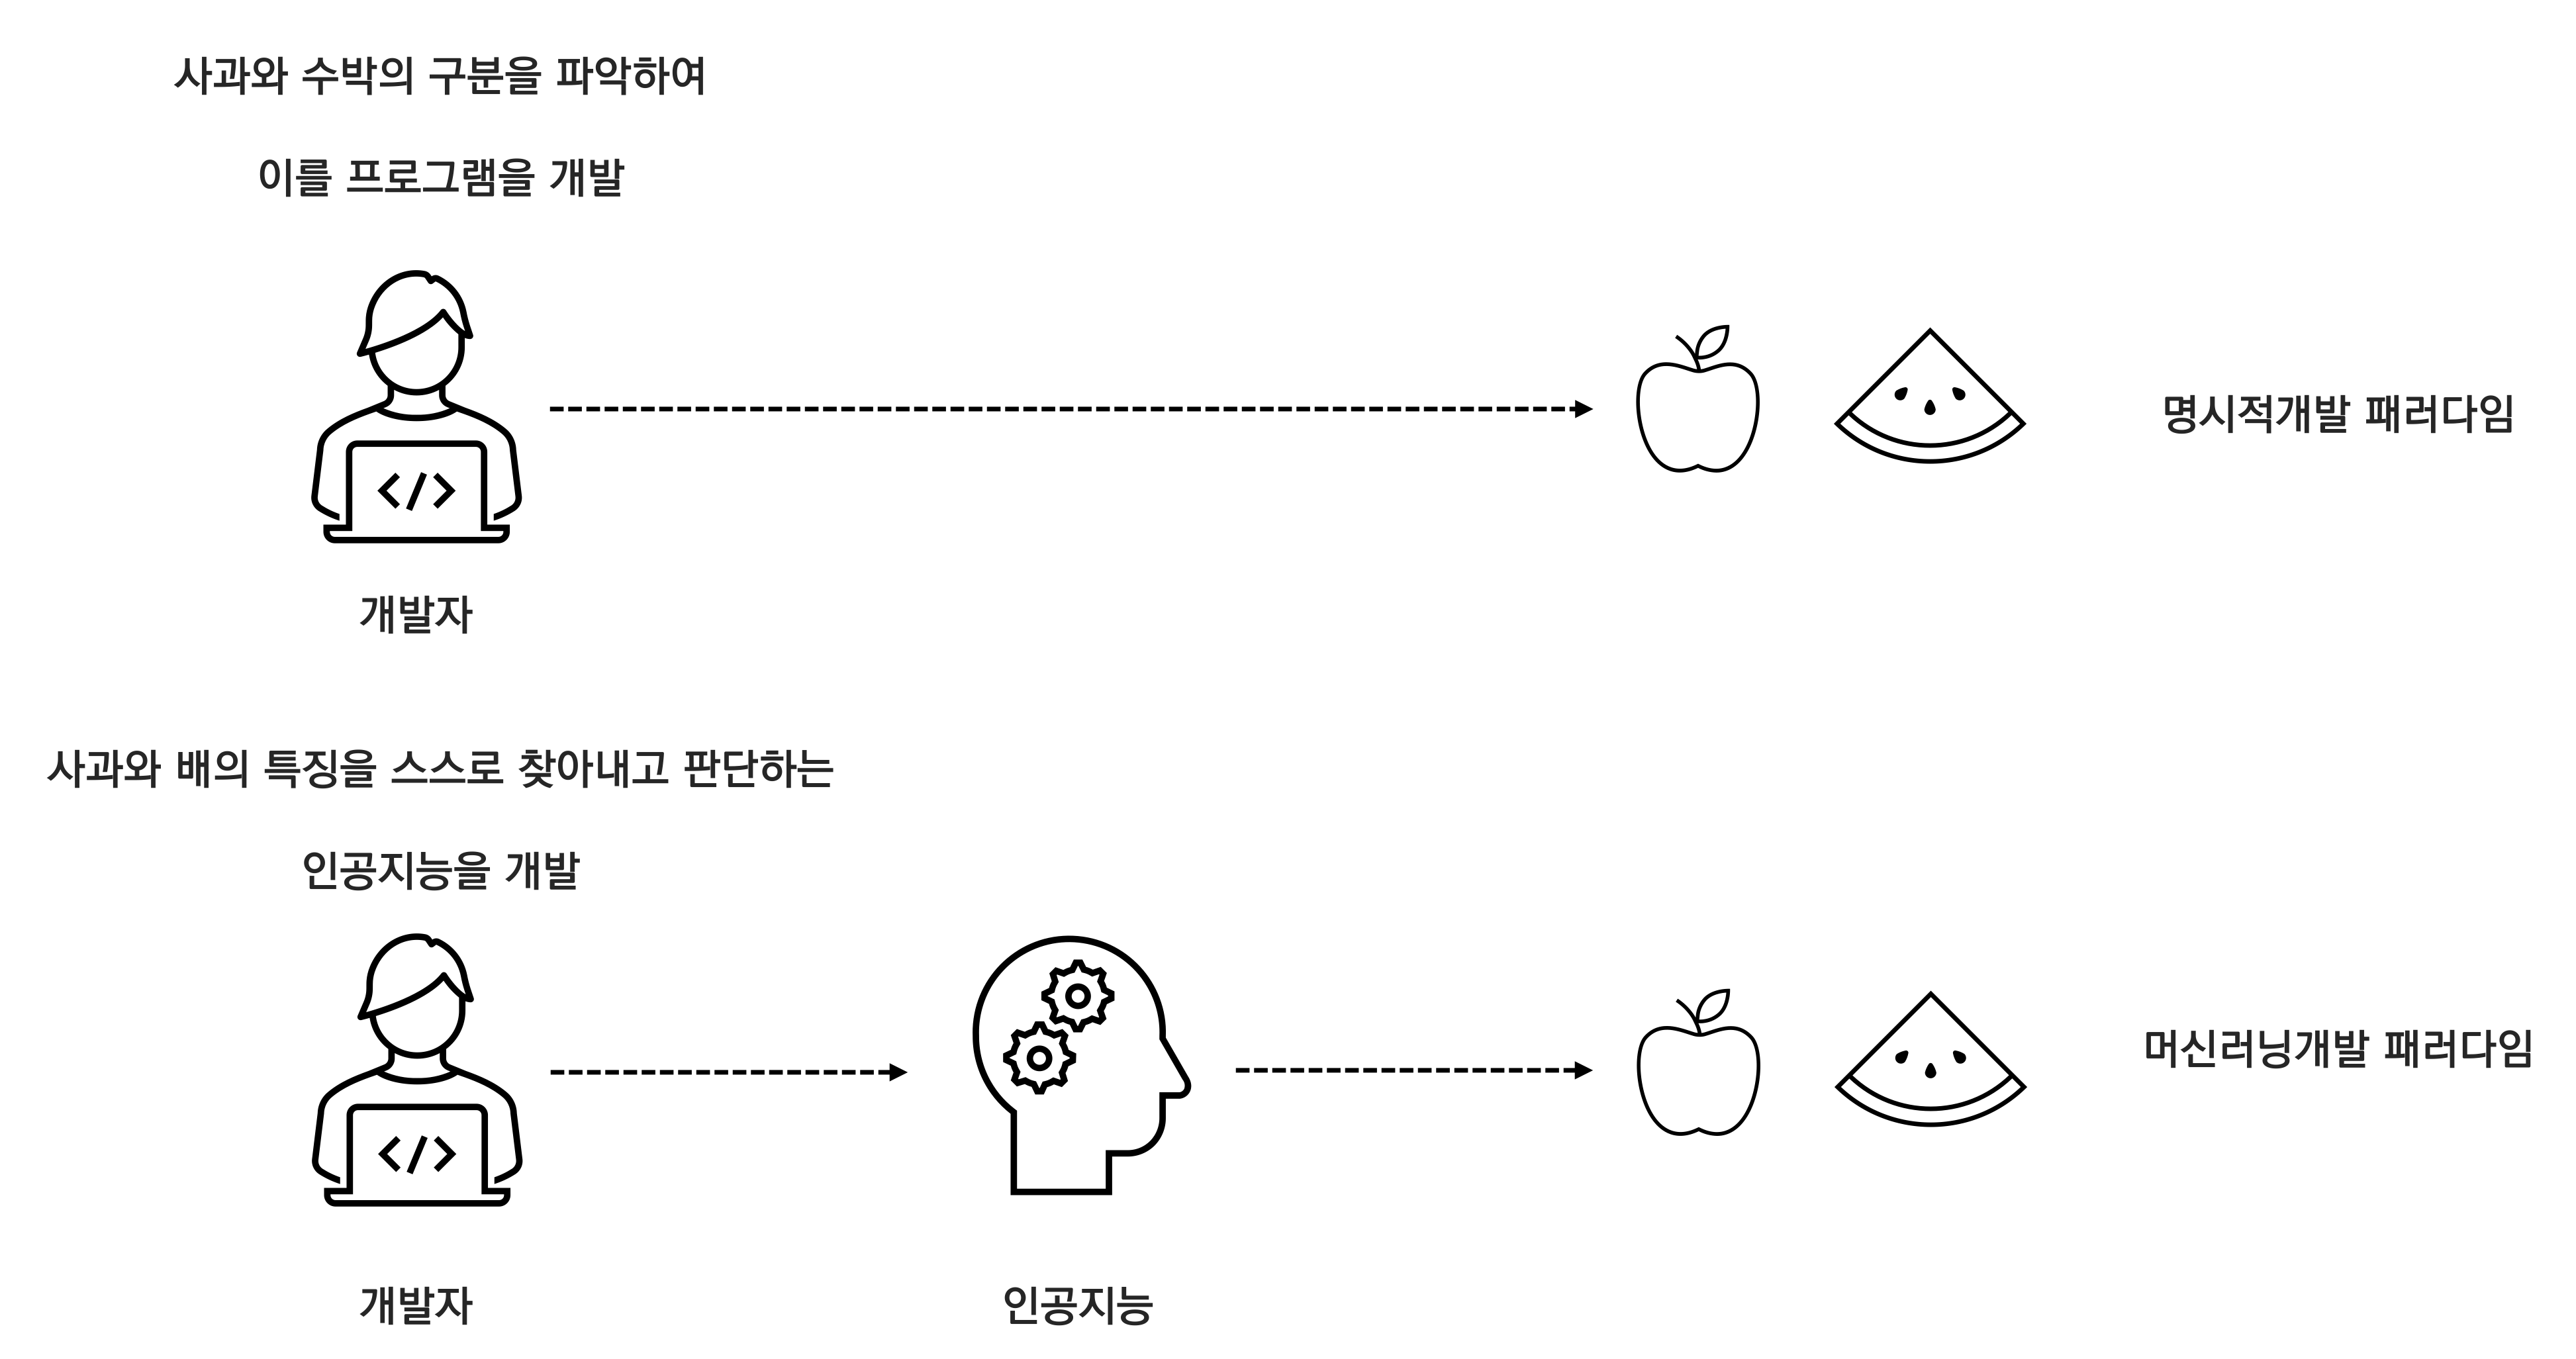 사과와 수박의 구분을 파악하여
이를 프로그램을 개발
</>
명시적개발 패러다임
개발자
사과와 배의 특징을 스스로 찾아내고 판단하는
인공지능을 개발
</>
머신러닝개발 패러다임
개발자
인공지능